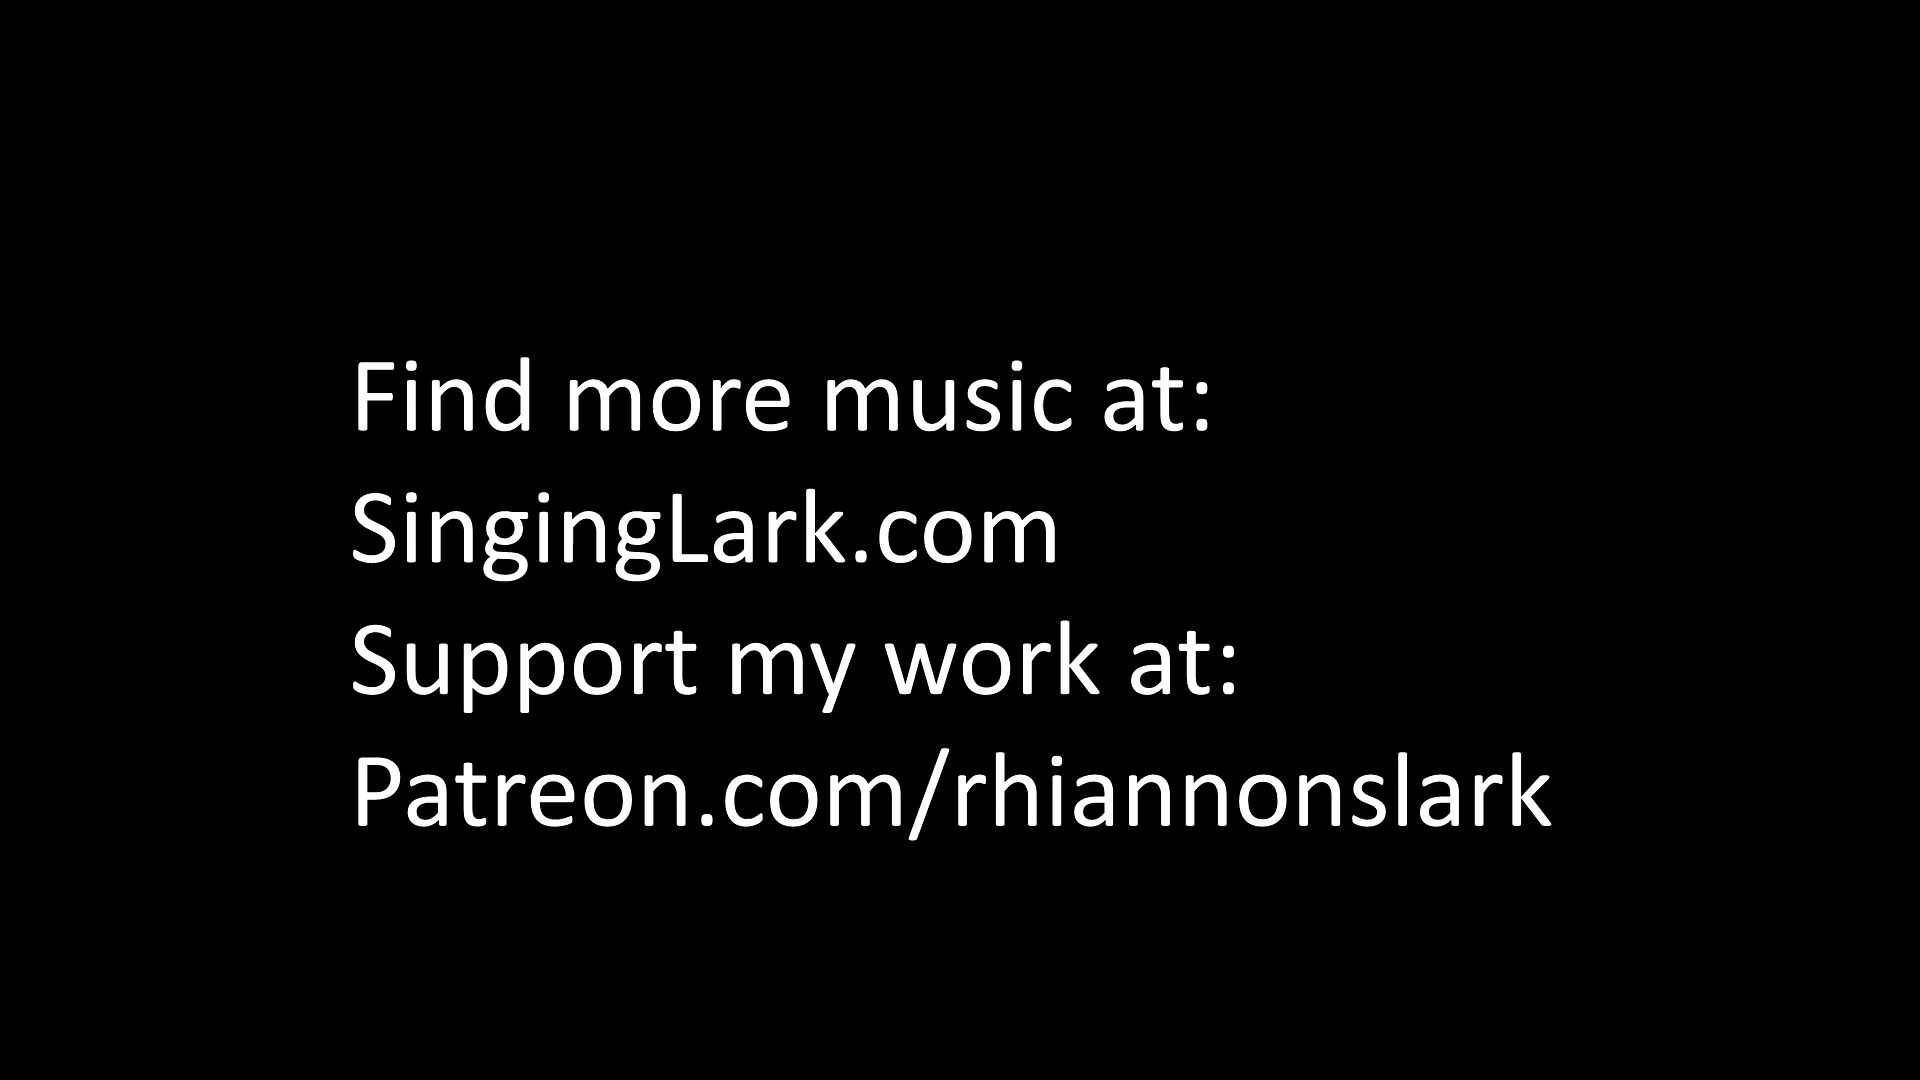 Find more music at:
SingingLark.com
Support my work at:
Patreon.com/rhiannonslark